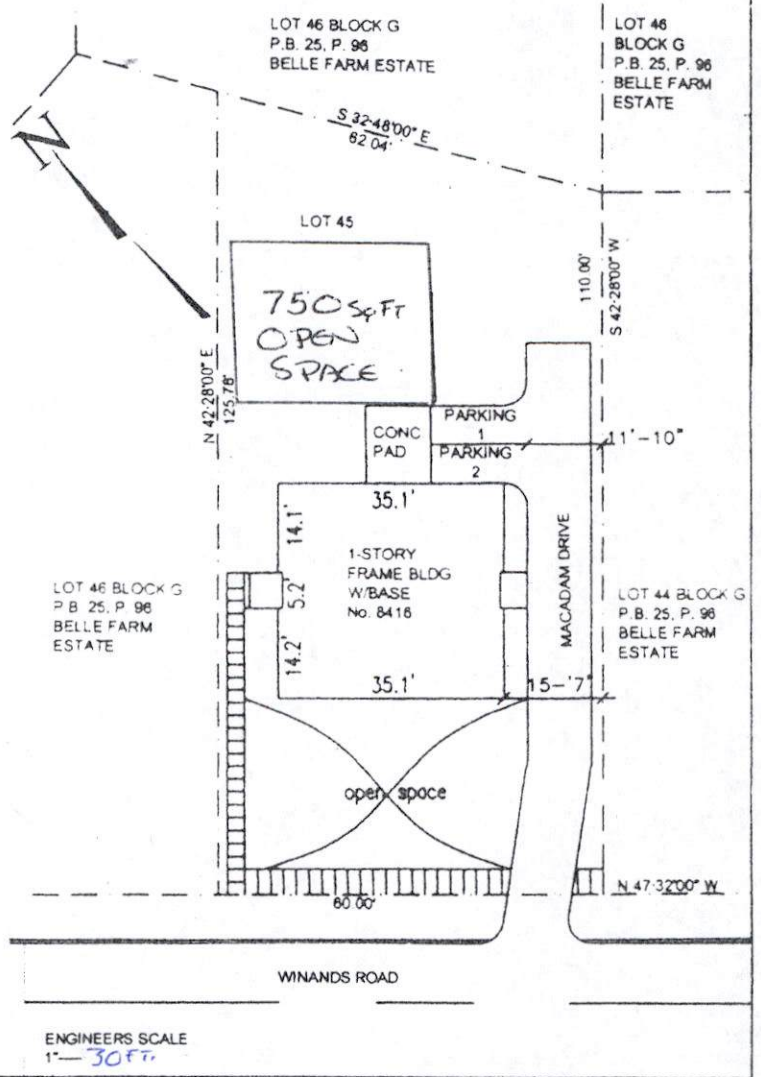 LOT 46 BLOCK G
P.B. 25, P. 96
BELLE FARM ESTATE
LOT 46
BLOCK G
P.B. 25, P. 96
BELLE FARM
ESTATE
N
S 32·48'00" E
62.04'
LOT 45
750 SqFT
OPEN
SPACE
110.00'
S 42·28'00" W
N 42·28'00" E
125.78'
CONC
PAD
PARKING
1
PARKING
2
11'-10"
35.1'
14.1'
5.2'
14.2'
1-STORY
FRAME BLDG
W/BASE
No. 8416
MACADAM DRIVE
LOT 46 BLOCK G
P.B. 25, P. 96
BELLE FARM
ESTATE
LOT 44 BLOCK G
P.B. 25, P. 96
BELLE FARM
ESTATE
35.1'
15-'7"
open space
N 47·32'00" W
60.00'
WINANDS ROAD
ENGINEERS SCALE
1"— 30FT.